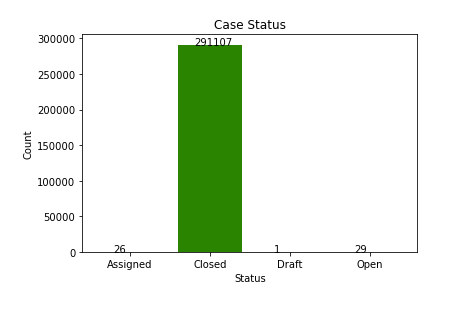 Case Status
300000
250000
200000
150000
100000
50000
0
Count
291107
26
1
29
Assigned
Closed
Draft
Open
Status